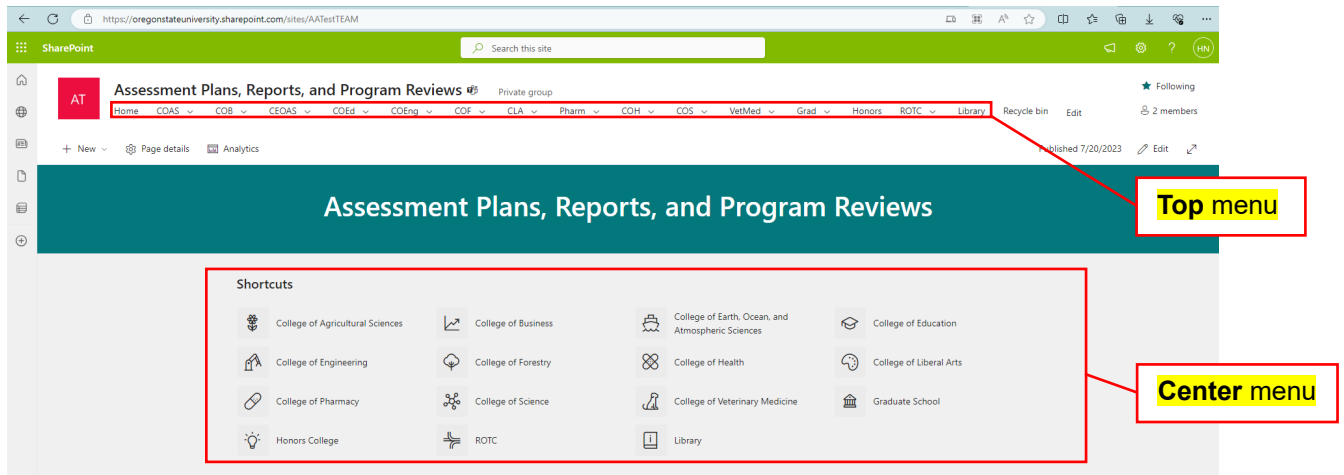 https://oregonstateuniversity.sharepoint.com/sites/AATestTEAM
SharePoint
Search this site
HN
AT
Assessment Plans, Reports, and Program Reviews
Private group
Following
Home COAS COB CEOAS COEd COEng COF CLA Pharm COH COS VetMed Grad Honors ROTC Library Recycle bin Edit
2 members
+ New Page details Analytics
Published 7/20/2023 Edit
Assessment Plans, Reports, and Program Reviews
Top menu
Shortcuts
College of Agricultural Sciences
College of Business
College of Earth, Ocean, and
Atmospheric Sciences
College of Education
College of Engineering
College of Forestry
College of Health
College of Liberal Arts
Center menu
College of Pharmacy
College of Science
College of Veterinary Medicine
Graduate School
Honors College
ROTC
Library